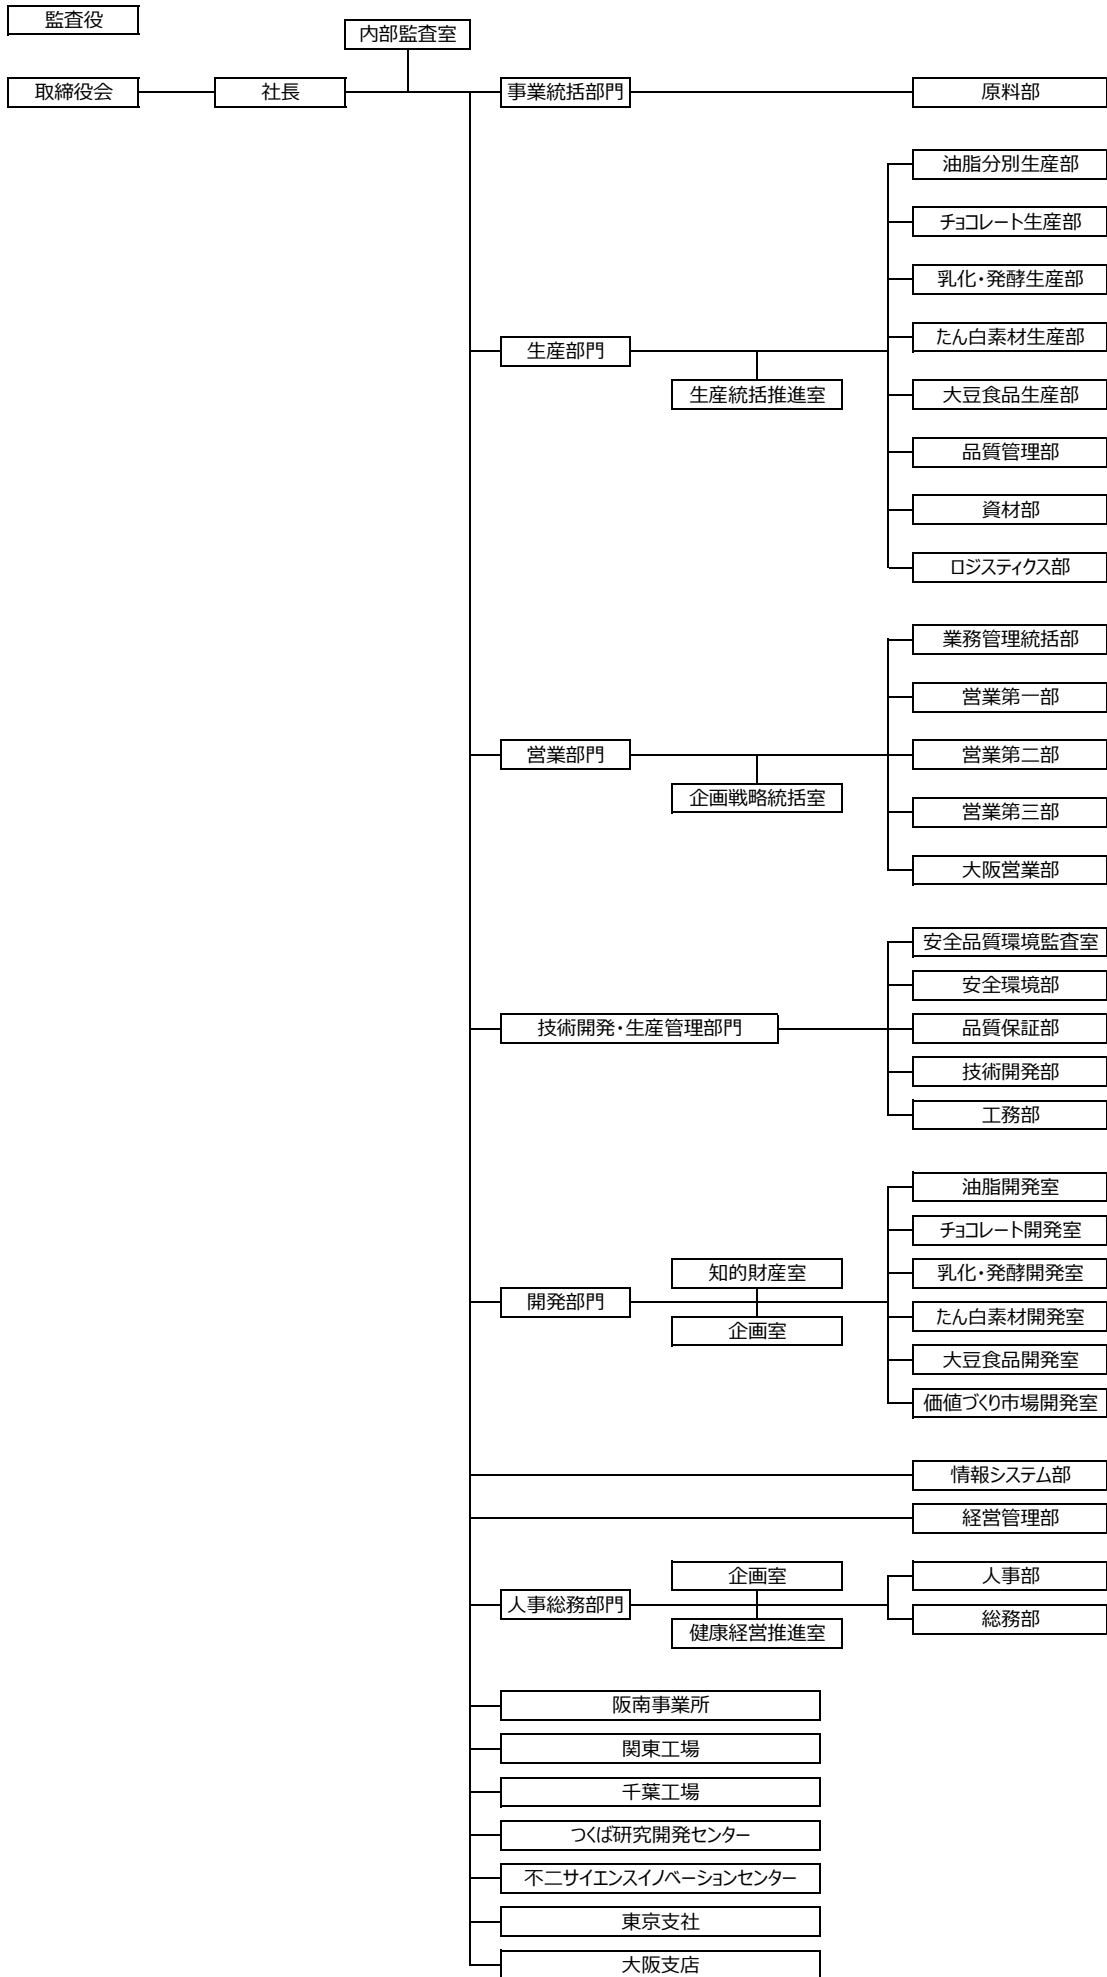 監査役
内部監査室
取締役会
社長
事業統括部門
原料部
油脂分別生産部
チョコレート生産部
乳化・発酵生産部
たん白素材生産部
生産部門
生産統括推進室
大豆食品生産部
品質管理部
資材部
ロジスティクス部
業務管理統括部
営業第一部
営業部門
営業第二部
企画戦略統括室
営業第三部
大阪営業部
安全品質環境監査室
安全環境部
技術開発・生産管理部門
品質保証部
技術開発部
工務部
油脂開発室
チョコレート開発室
知的財産室
乳化・発酵開発室
開発部門
たん白素材開発室
企画室
大豆食品開発室
価値づくり市場開発室
情報システム部
経営管理部
企画室
人事部
人事総務部門
総務部
健康経営推進室
阪南事業所
関東工場
千葉工場
つくば研究開発センター
不二サイエンスイノベーションセンター
東京支社
大阪支店